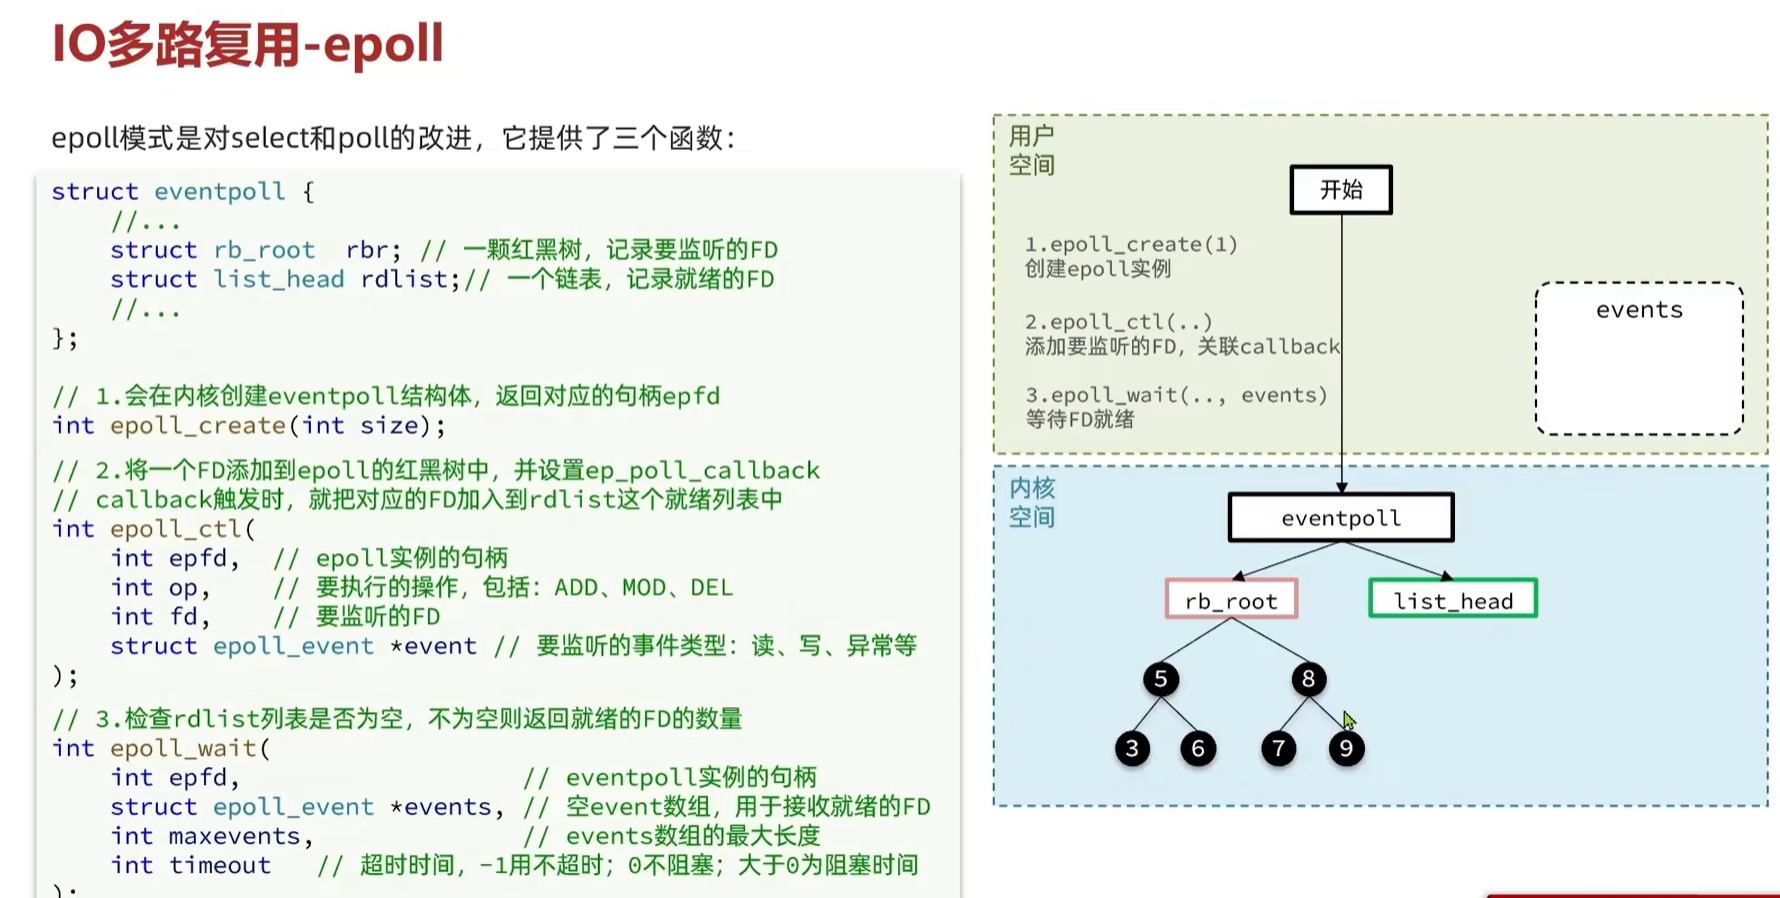 IO多路复用-epoll
epoll模式是对select和poll的改进，它提供了三个函数：
struct eventpoll {
//...
struct rb_root rbr; // 一颗红黑树，记录要监听的FD
struct list_head rdlist;// 一个链表，记录就绪的FD
//...
};
// 1.会在内核创建eventpoll结构体，返回对应的句柄epfd
int epoll_create(int size);
// 2.将一个FD添加到epoll的红黑树中，并设置ep_poll_callback
// callback触发时，就把对应的FD加入到rdlist这个就绪列表中
int epoll_ctl(
int epfd, // epoll实例的句柄
int op, // 要执行的操作，包括：ADD、MOD、DEL
int fd, // 要监听的FD
struct epoll_event *event // 要监听的事件类型：读、写、异常等
);
// 3.检查rdlist列表是否为空，不为空则返回就绪的FD的数量
int epoll_wait(
int epfd, // eventpoll实例的句柄
struct epoll_event *events, // 空event数组，用于接收就绪的FD
int maxevents, // events数组的最大长度
int timeout // 超时时间，-1用不超时；0不阻塞；大于0为阻塞时间
);
用户
空间
开始
1.epoll_create(1)
创建epoll实例
2.epoll_ctl(..)
添加要监听的FD，关联callback
3.epoll_wait(.., events)
等待FD就绪
events
内核
空间
eventpoll
rb_root
list_head
5
8
3
6
7
9